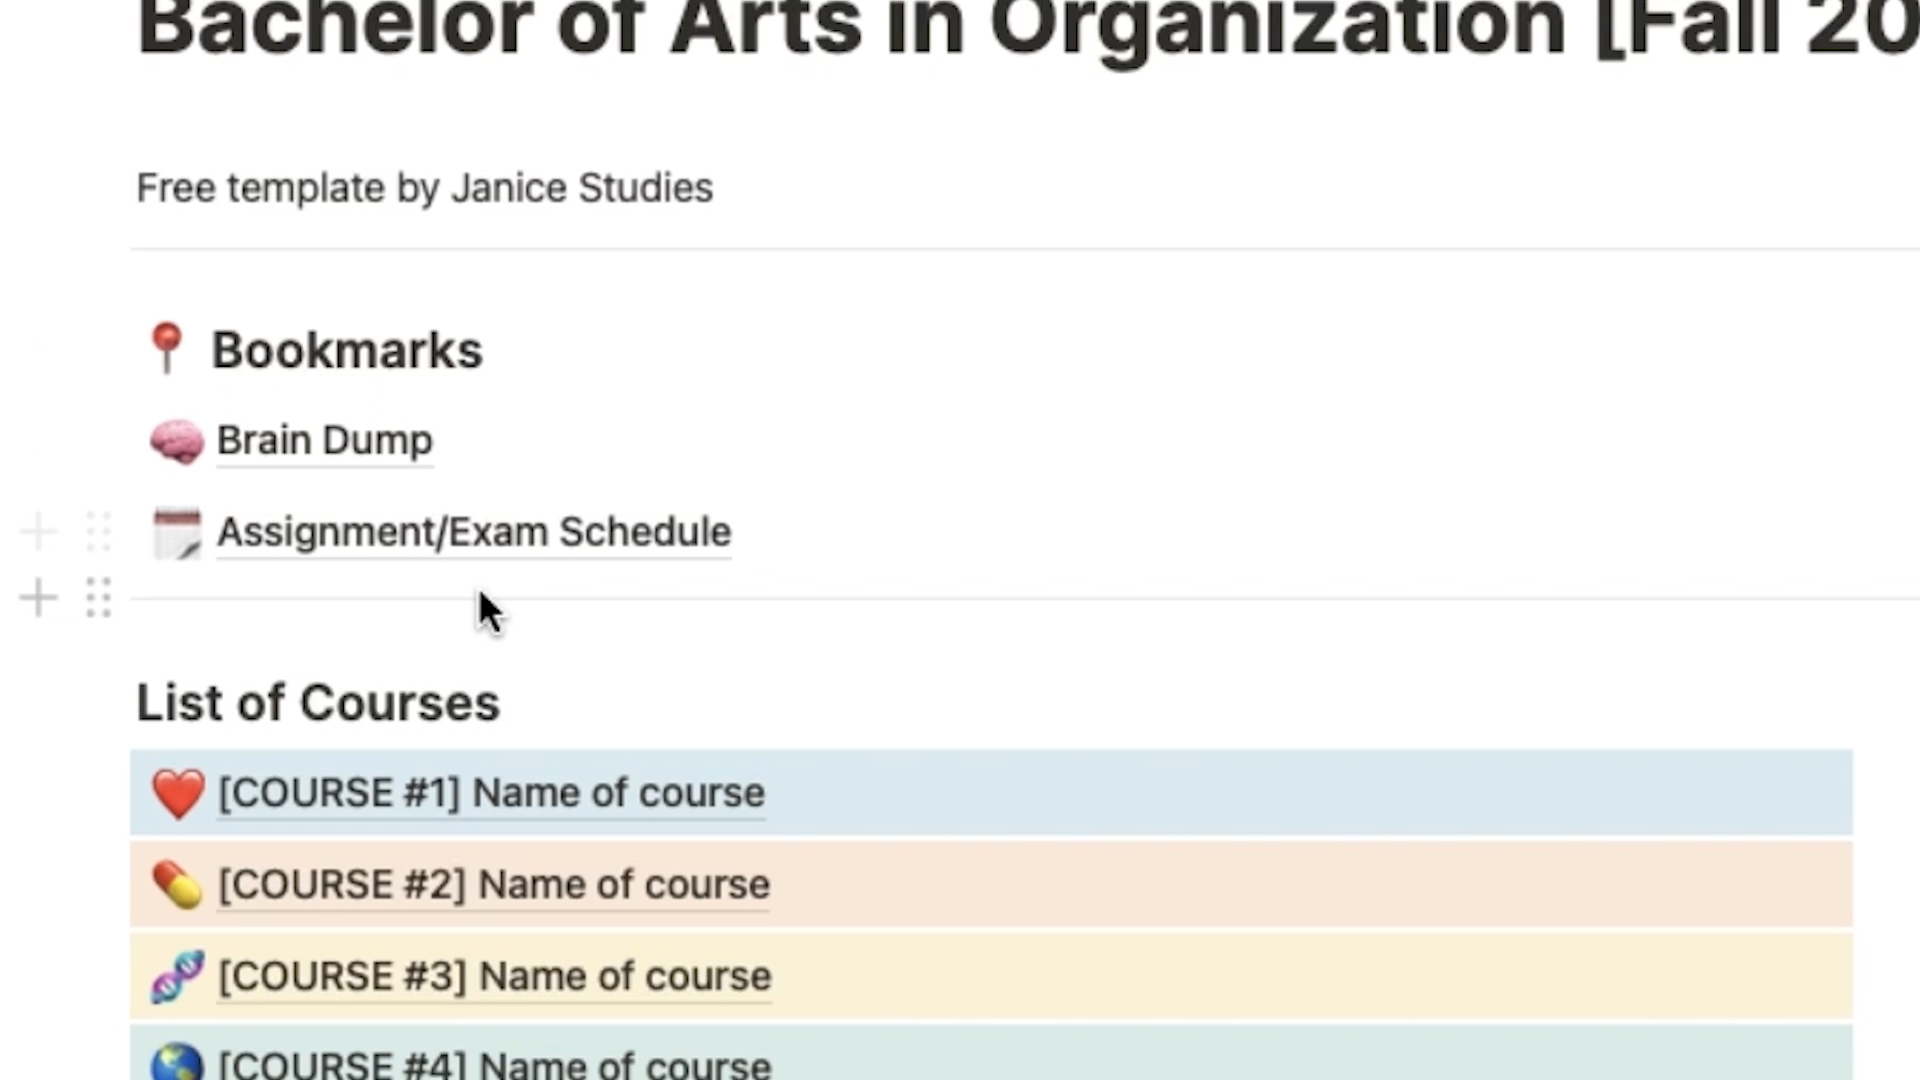 Bachelor of Arts in Organization [Fall 20
Free template by Janice Studies
Bookmarks
Brain Dump
Assignment/Exam Schedule
List of Courses
[COURSE #1] Name of course
[COURSE #2] Name of course
[COURSE #3] Name of course
[COURSE #4] Name of course